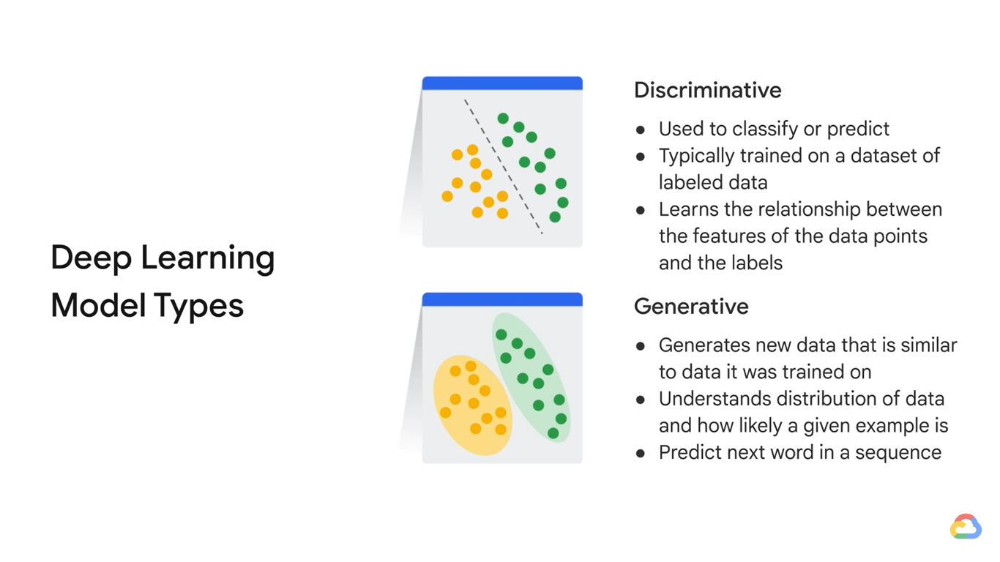 Deep Learning
Model Types
Discriminative
● Used to classify or predict
● Typically trained on a dataset of
labeled data
● Learns the relationship between
the features of the data points
and the labels
Generative
● Generates new data that is similar
to data it was trained on
● Understands distribution of data
and how likely a given example is
● Predict next word in a sequence